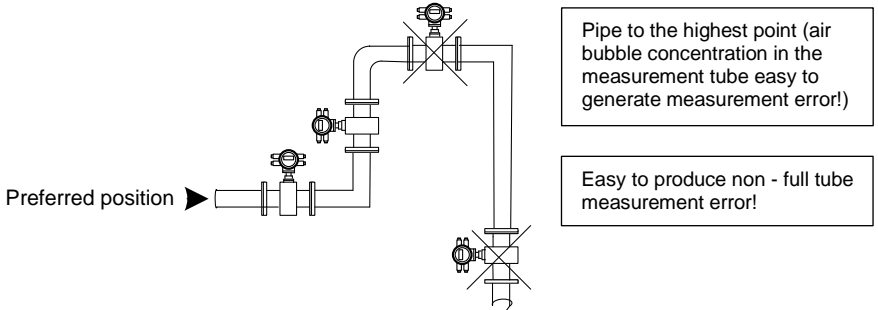 Pipe to the highest point (air
bubble concentration in the
measurement tube easy to
generate measurement error!)
Easy to produce non - full tube
measurement error!
Preferred position